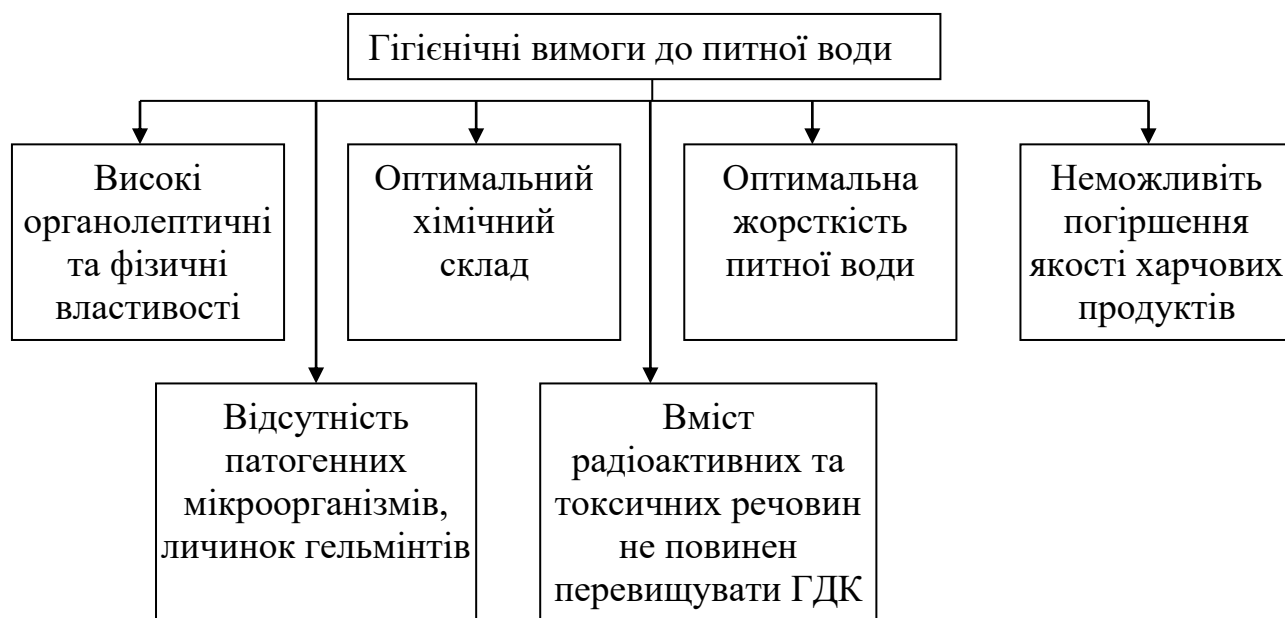 Гігієнічні вимоги до питної води
Високі
органолептичні
та фізичні
властивості
Оптимальний
хімічний
склад
Оптимальна
жорсткість
питної води
Неможливіть
погіршення
якості харчових
продуктів
Відсутність
патогенних
мікроорганізмів,
личинок гельмінтів
Вміст
радіоактивних та
токсичних речовин
не повинен
перевищувати ГДК